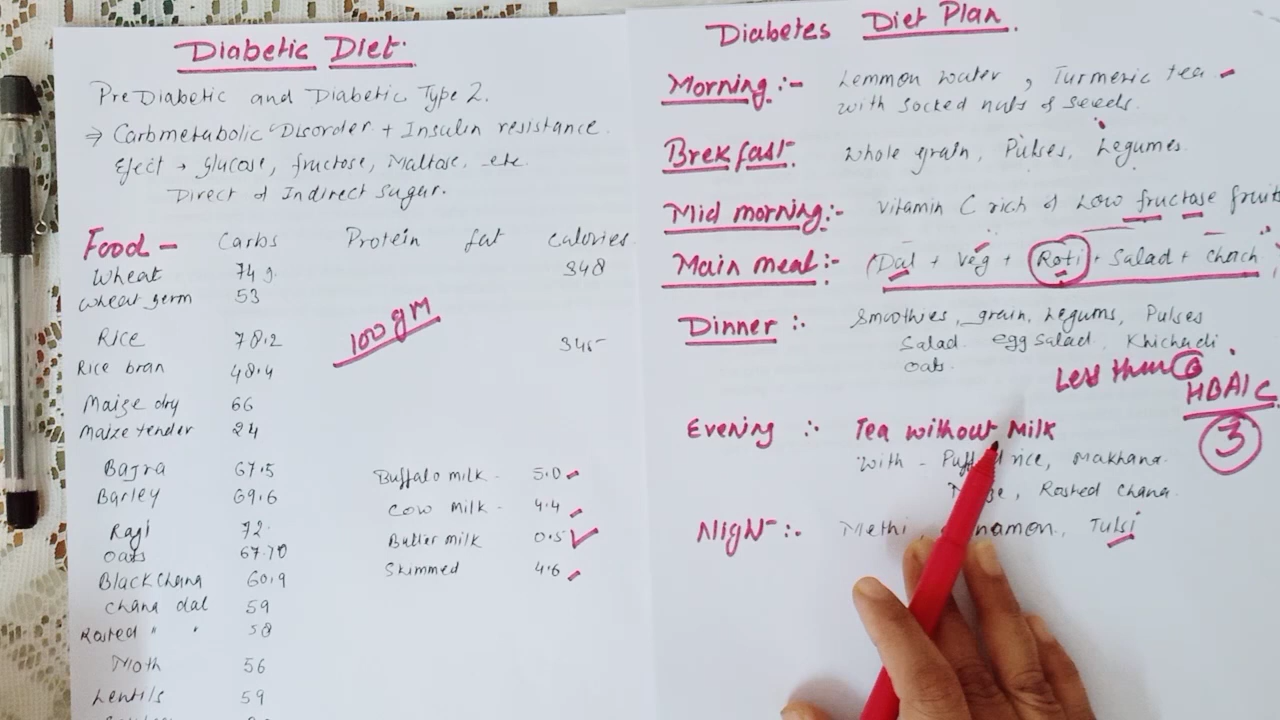 Diabetic Diet.
PreDiabetic and Diabetic Type 2.
⇒ Carbmetabolic Disorder + Insulin resistance.
Efect → glucose, fructose, Maltose, etc.
Direct & Indirect Sugar.
Food - Carbs Protein fat Calories
Wheat 74 g. 348
Wheat germ 53
100 gm
Rice 78.2 345
Rice bran 48.4
Maize dry 66
Maize tender 24
Bajra 67.5
Barley 69.6
Ragi 72
Oats 67.70
Black Chana 60.9
Chana dal 59
Rosted " " 58
Moth 56
Lentils 59
Buffalo milk - 5.0
Cow Milk - 4.4
Butter milk 0.5 ✓
Skimmed 4.6
Diabetes Diet Plan
Morning :- Lemmon water, Turmeric tea
with socked nuts & seeds.
Brekfast. Whole grain, Pulses, Legumes.
Mid morning:- Vitamin C rich & Low fructose fruits
Main meal:- (Dal + Veg + Roti + Salad + Chach
Dinner :- Smoothies, grain, Legums, Pulses
Salad egg salad, Khichadi
oats.
Less than 6
HBA1C
3
Evening :- Tea without Milk
with - rice, Makhana
Rosted Chana
Night :- Methi, Tulsi